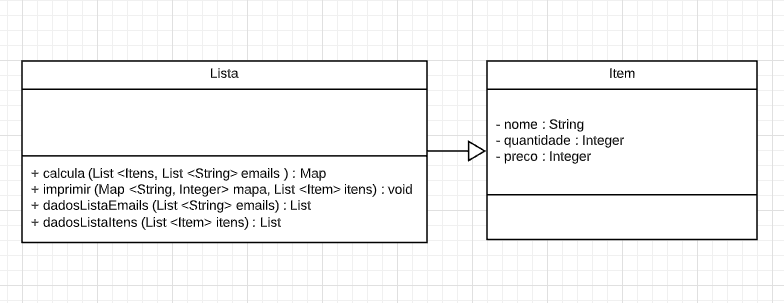 Lista
+ calcula (List <Itens, List <String> emails ) : Map
+ imprimir (Map <String, Integer> mapa, List <Item> itens) : void
+ dadosListaEmails (List <String> emails) : List
+ dadosListaItens (List <Item> itens) : List
Item
- nome : String
- quantidade : Integer
- preco : Integer